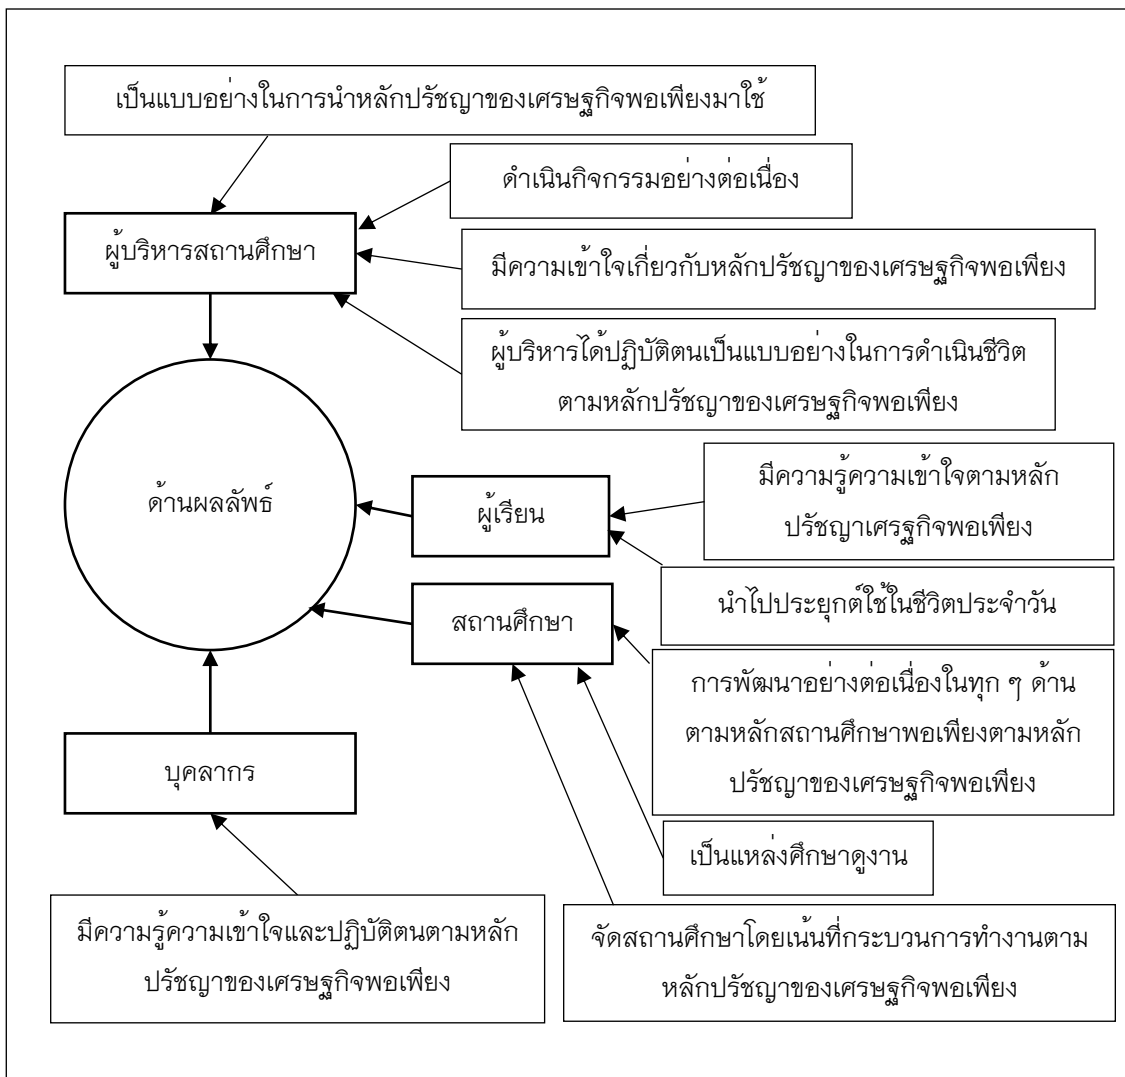 เป็นแบบอย่างในการนำหลักปรัชญาของเศรษฐกิจพอเพียงมาใช้
ดำเนินกิจกรรมอย่างต่อเนื่อง
ผู้บริหารสถานศึกษา
มีความเข้าใจเกี่ยวกับหลักปรัชญาของเศรษฐกิจพอเพียง
ผู้บริหารได้ปฏิบัติตนเป็นแบบอย่างในการดำเนินชีวิต
ตามหลักปรัชญาของเศรษฐกิจพอเพียง
ด้านผลลัพธ์
ผู้เรียน
มีความรู้ความเข้าใจตามหลัก
ปรัชญาเศรฐกิจพอเพียง
นำไปประยุกต์ใช้ในชีวิตประจำวัน
สถานศึกษา
การพัฒนาอย่างต่อเนื่องในทุก ๆ ด้าน
ตามหลักสถานศึกษาพอเพียงตามหลัก
ปรัชญาของเศรษฐกิจพอเพียง
บุคลากร
เป็นแหล่งศึกษาดูงาน
มีความรู้ความเข้าใจและปฏิบัติตนตามหลัก
ปรัชญาของเศรษฐกิจพอเพียง
จัดสถานศึกษาโดยเน้นที่กระบวนการทำงานตาม
หลักปรัชญาของเศรษฐกิจพอเพียง